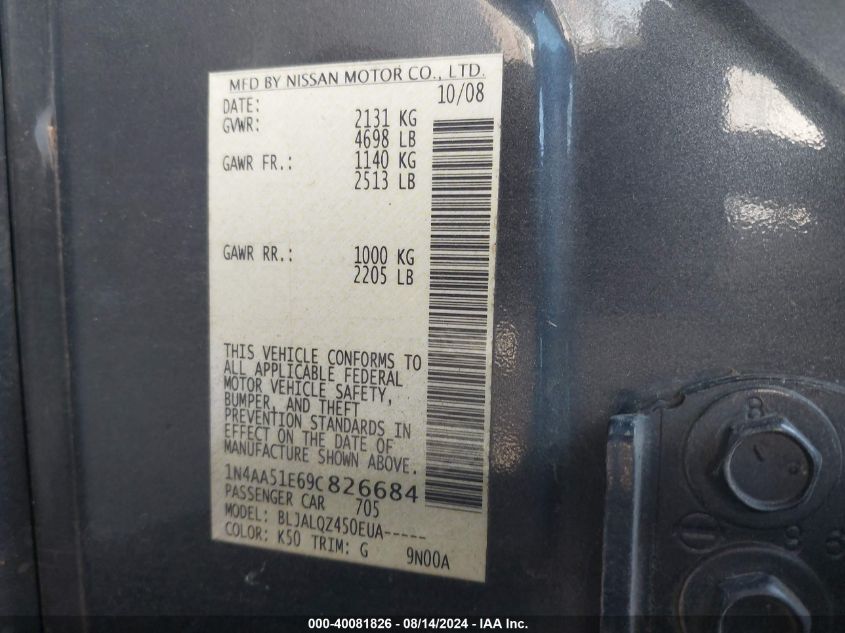 MFD BY NISSAN MOTOR CO., LTD.
DATE: 10/08
GVWR: 2131 KG
4698 LB
GAWR FR.: 1140 KG
2513 LB
GAWR RR.: 1000 KG
2205 LB
THIS VEHICLE CONFORMS TO
ALL APPLICABLE FEDERAL
MOTOR VEHICLE SAFETY,
BUMPER, AND THEFT
PREVENTION STANDARDS IN
EFFECT ON THE DATE OF
MANUFACTURE SHOWN ABOVE.
1N4AA51E69C826684
PASSENGER CAR 705
MODEL: BLJALQZ450EUA-----
COLOR: K50 TRIM: G 9N00A
8
8
000-40081826 - 08/14/2024 - IAA Inc.